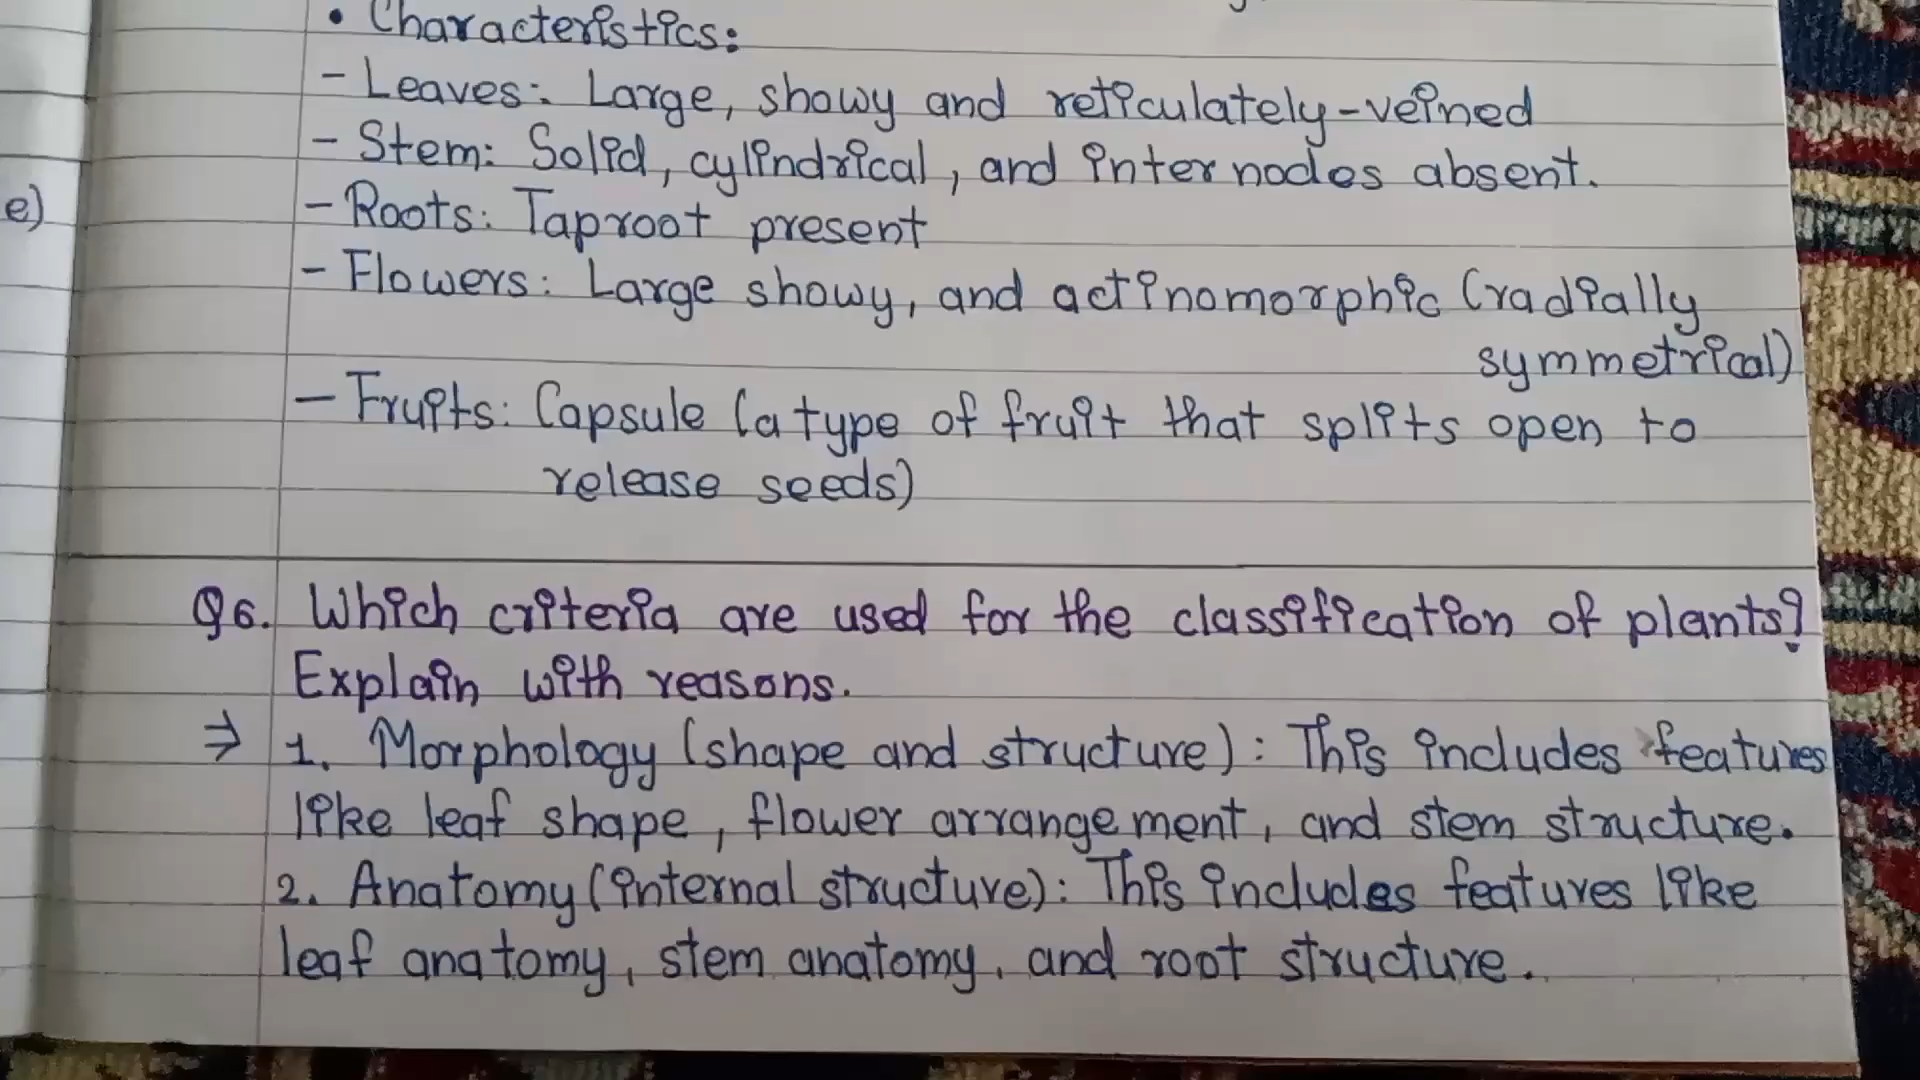 • Characteristics:
- Leaves: Large, showy and reticulately-veined
- Stem: Solid, cylindrical, and internodes absent.
e)
- Roots: Taproot present
- Flowers: Large showy, and actinomorphic (radially
symmetrical)
- Fruits: Capsule (a type of fruit that splits open to
release seeds)
Q6. Which criteria are used for the classification of plants?
Explain with reasons.
⇒ 1. Morphology (shape and structure): This includes features
like leaf shape, flower arrangement, and stem structure.
2. Anatomy (internal structure): This includes features like
leaf anatomy, stem anatomy, and root structure.